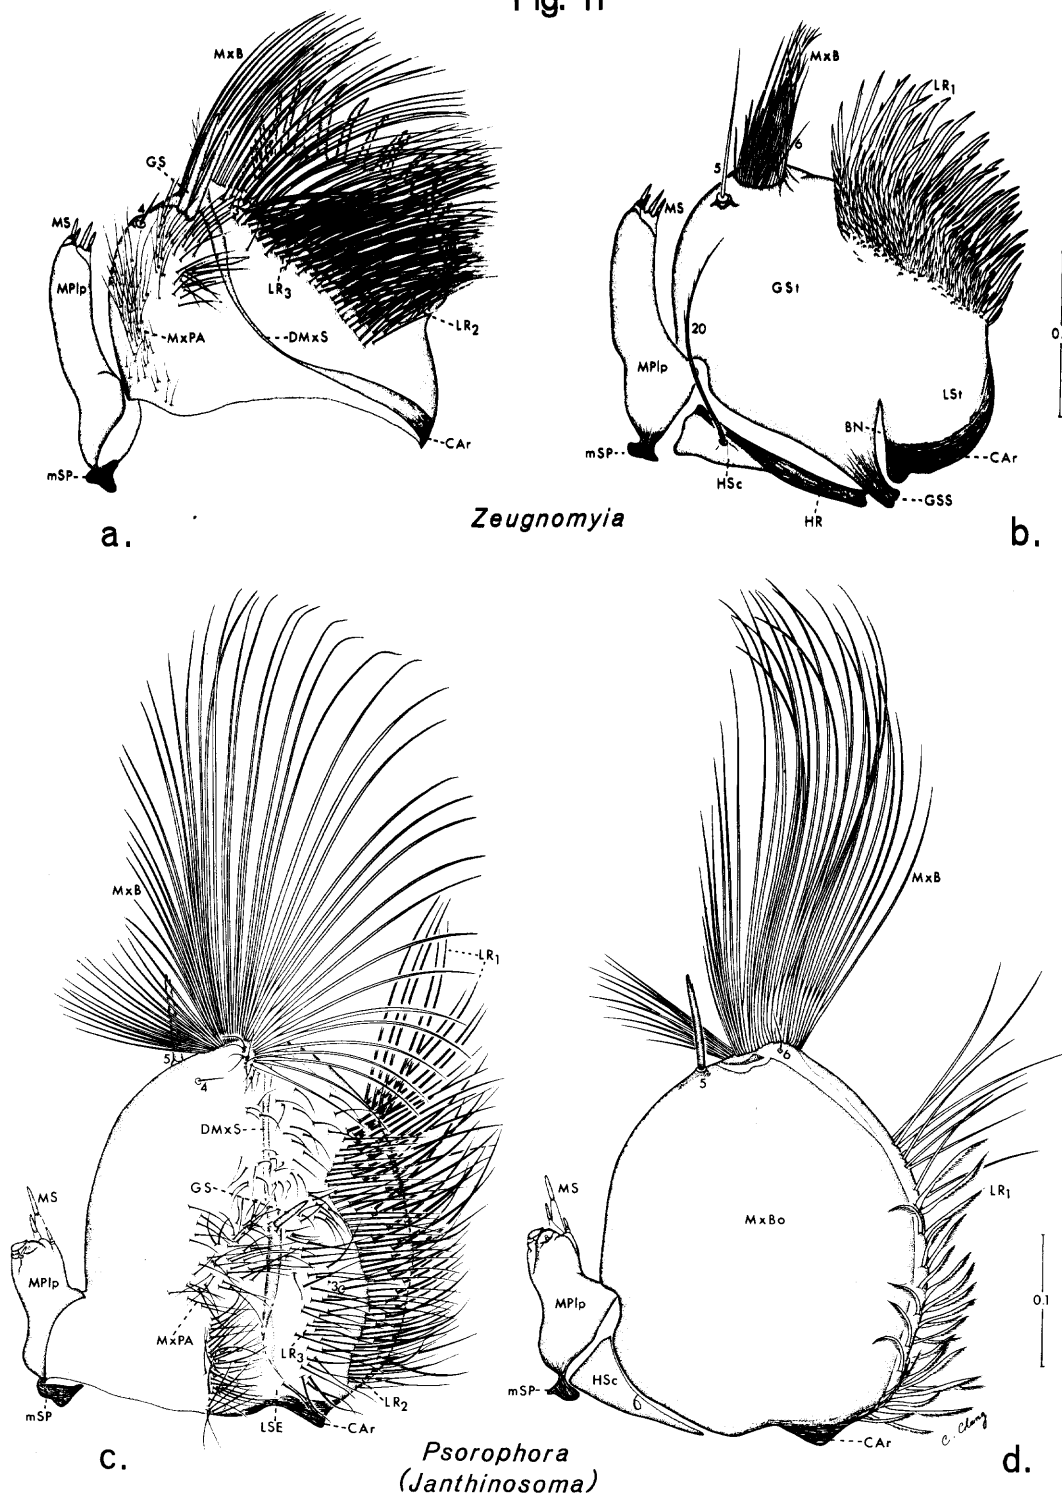 Fig. 11
MxB
GS
4
MS
MPlp
MxPA
LR3
DMxS
LR2
CAr
mSP
a.
MxB
LR1
6
5
MS
GSt
20
MPlp
LSt
BN
mSP
HSc
CAr
GSS
HR
0.
b.
Zeugnomyia
MxB
LR1
5
4
DMxS
GS
MS
MPlp
3
MxPA
LR3
LR2
mSP
LSE
CAr
c.
MxB
6
5
MS
LR1
MxBo
MPlp
0.1
HSc
6
mSP
CAr
C. Chang
d.
Psorophora
(Janthinosoma)